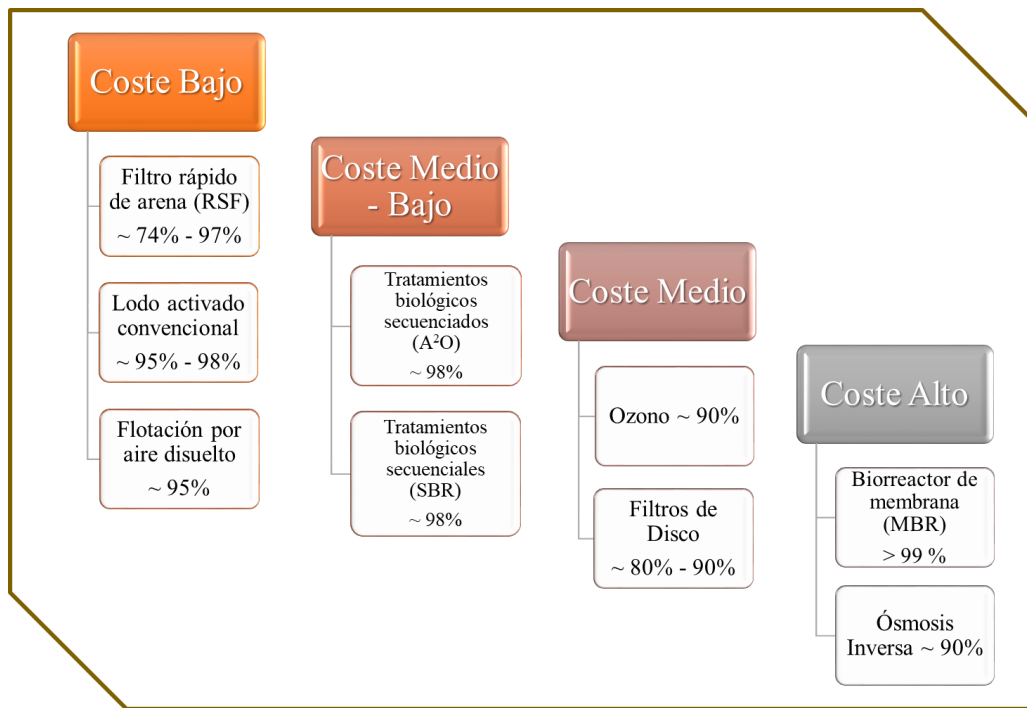 Coste Bajo
Filtro rápido
de arena (RSF)
~ 74% - 97%
Lodo activado
convencional
~ 95% - 98%
Flotación por
aire disuelto
~ 95%
Coste Medio
- Bajo
Tratamientos
biológicos
secuenciados
(A²O)
~ 98%
Tratamientos
biológicos
secuenciales
(SBR)
~ 98%
Coste Medio
Ozono ~ 90%
Filtros de
Disco
~ 80% - 90%
Coste Alto
Biorreactor de
membrana
(MBR)
> 99 %
Ósmosis
Inversa ~ 90%